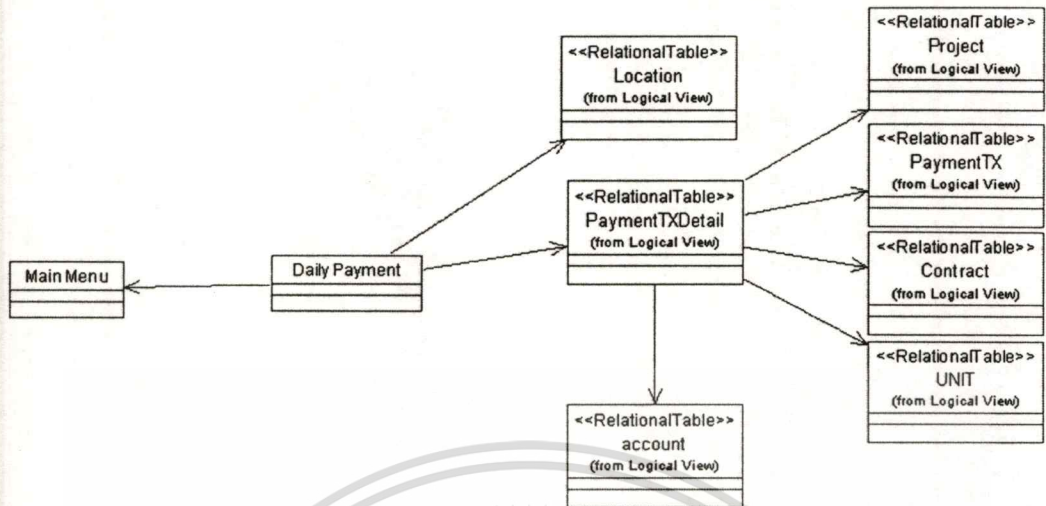 <<RelationalTable>>
Project
(from Logical View)
<<RelationalTable>>
Location
(from Logical View)
<<RelationalTable>>
PaymentTX
(from Logical View)
<<RelationalTable>>
PaymentTXDetail
(from Logical View)
<<RelationalTable>>
Contract
(from Logical View)
Main Menu
Daily Payment
<<RelationalTable>>
UNIT
(from Logical View)
<<RelationalTable>>
account
(from Logical View)